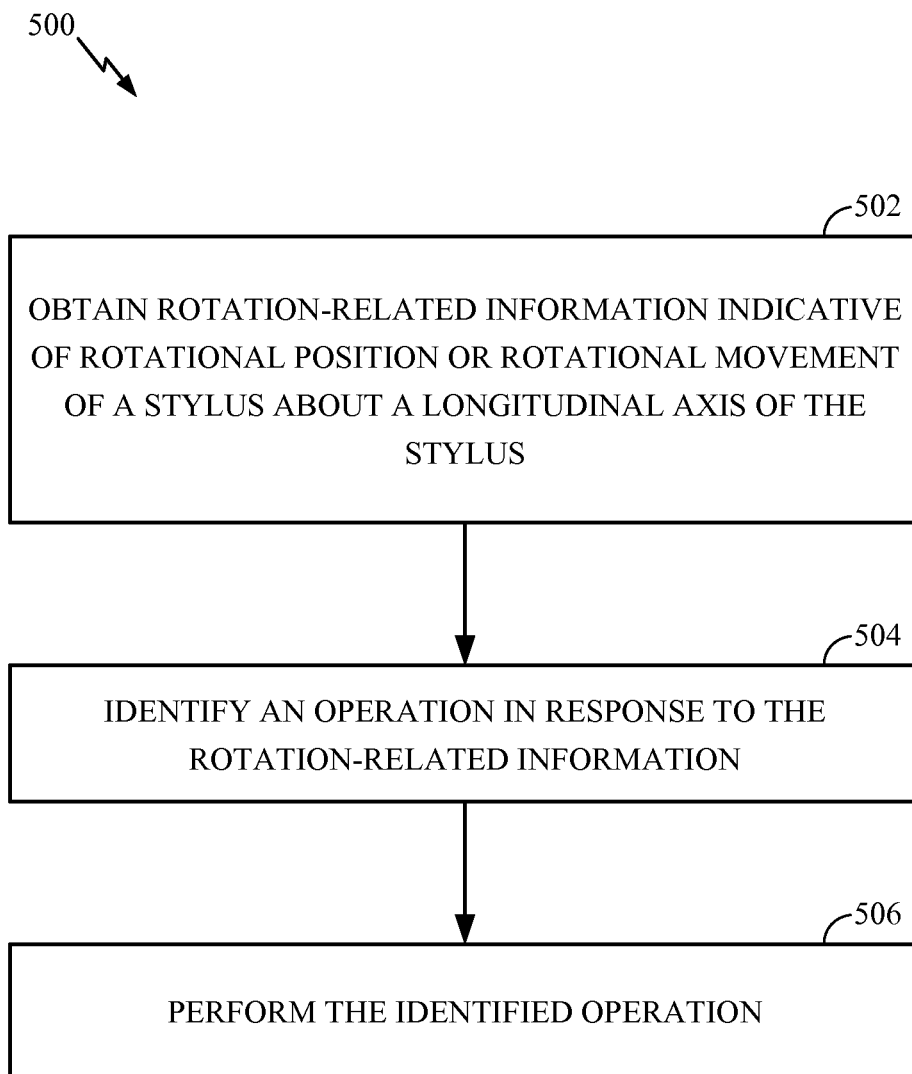 500
502
OBTAIN ROTATION-RELATED INFORMATION INDICATIVE
OF ROTATIONAL POSITION OR ROTATIONAL MOVEMENT
OF A STYLUS ABOUT A LONGITUDINAL AXIS OF THE
STYLUS
504
IDENTIFY AN OPERATION IN RESPONSE TO THE
ROTATION-RELATED INFORMATION
506
PERFORM THE IDENTIFIED OPERATION